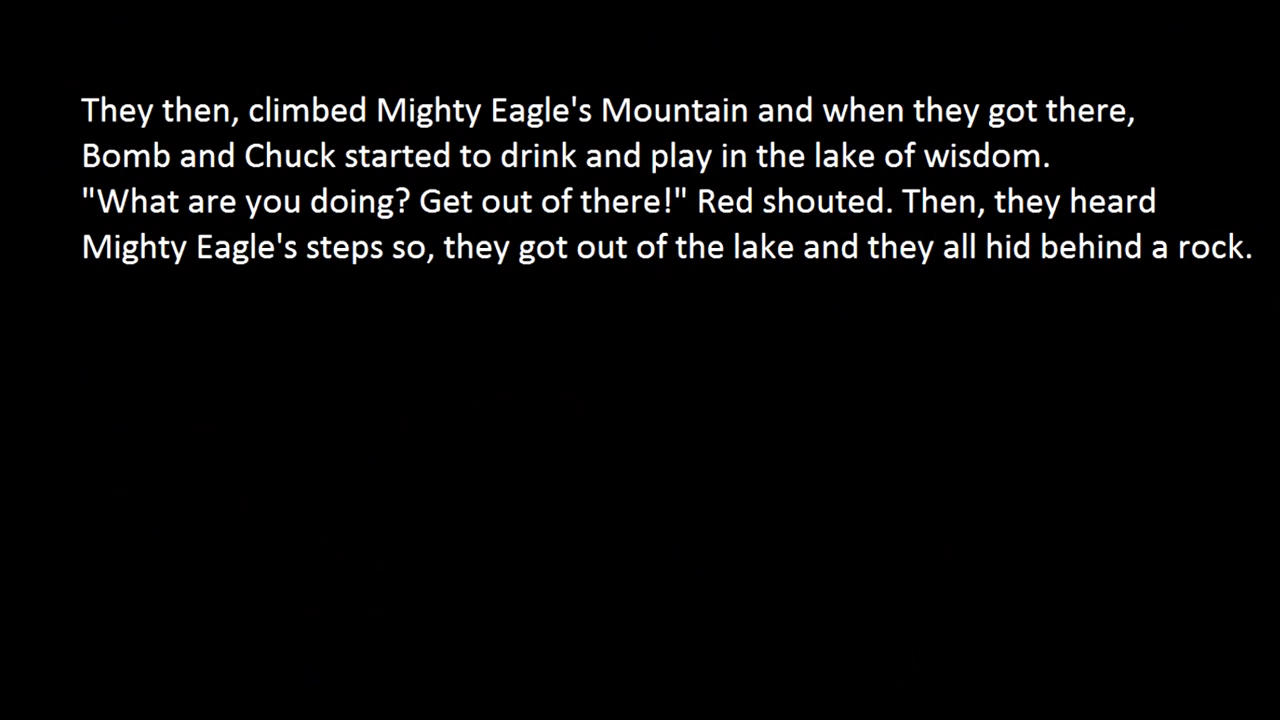 They then, climbed Mighty Eagle's Mountain and when they got there,
Bomb and Chuck started to drink and play in the lake of wisdom.
"What are you doing? Get out of there!" Red shouted. Then, they heard
Mighty Eagle's steps so, they got out of the lake and they all hid behind a rock.